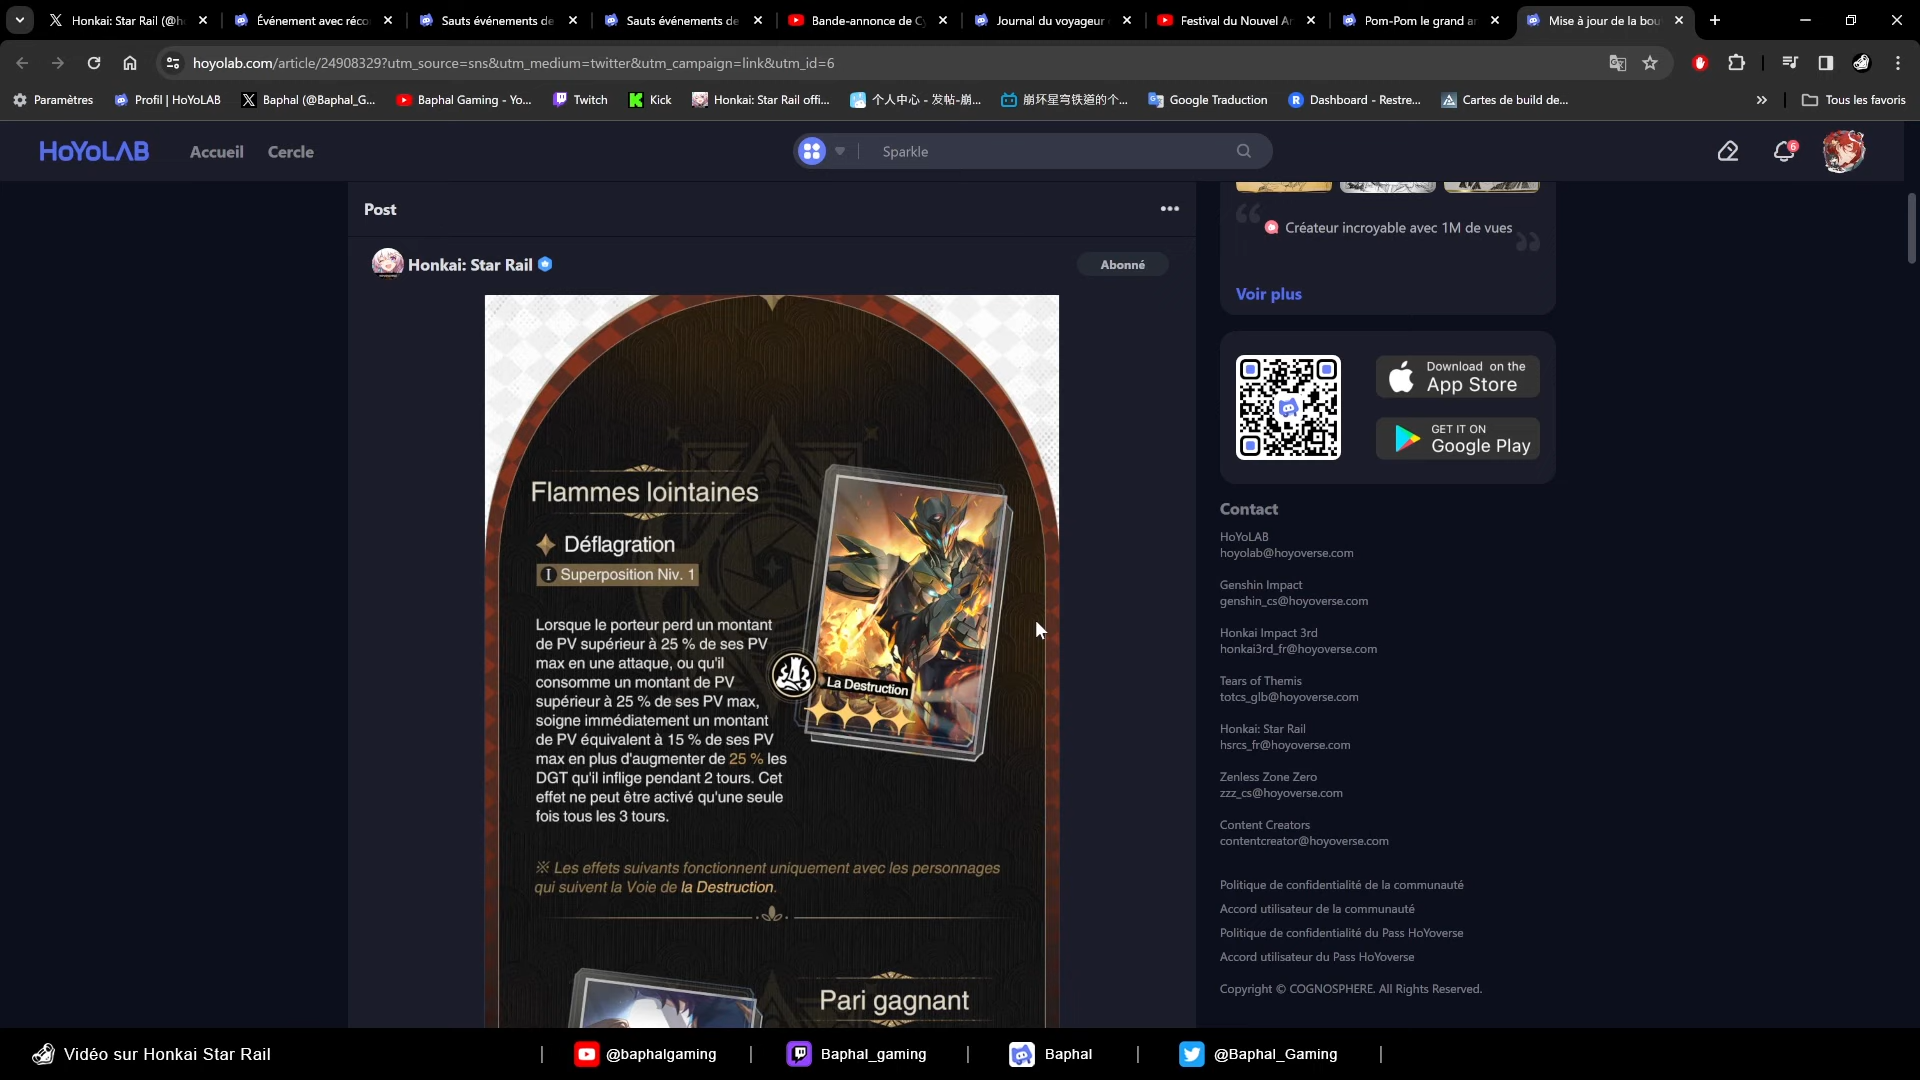 Honkai: Star Rail (@h
Événement avec réco
Sauts événements de
Sauts événements de
Bande-annonce de C
Journal du voyageur
Festival du Nouvel A
Pom-Pom le grand a
Mise à jour de la bou
hoyolab.com/article/24908329?utm_source=sns&utm_medium=twitter&utm_campaign=link&utm_id=6
Paramètres
Profil | HoYoLAB
Baphal (@Baphal_G...
Baphal Gaming - Yo...
Twitch
Kick
Honkai: Star Rail offi...
个人中心 - 发帖-崩...
崩坏星穹铁道的个...
Google Traduction
Dashboard - Restre...
Cartes de build de...
»
Tous les favoris
HoYoLAB
Accueil
Cercle
Sparkle
6
Post
Honkai: Star Rail
Abonné
Flammes lointaines
Déflagration
I Superposition Niv. 1
Lorsque le porteur perd un montant
de PV supérieur à 25 % de ses PV
max en une attaque, ou qu'il
consomme un montant de PV
supérieur à 25 % de ses PV max,
soigne immédiatement un montant
de PV équivalent à 15 % de ses PV
max en plus d'augmenter de 25 % les
DGT qu'il inflige pendant 2 tours. Cet
effet ne peut être activé qu'une seule
fois tous les 3 tours.
La Destruction
※ Les effets suivants fonctionnent uniquement avec les personnages
qui suivent la Voie de la Destruction.
Pari gagnant
Créateur incroyable avec 1M de vues
Voir plus
Download on the
App Store
GET IT ON
Google Play
Contact
HoYoLAB
hoyolab@hoyoverse.com
Genshin Impact
genshin_cs@hoyoverse.com
Honkai Impact 3rd
honkai3rd_fr@hoyoverse.com
Tears of Themis
totcs_glb@hoyoverse.com
Honkai: Star Rail
hsrcs_fr@hoyoverse.com
Zenless Zone Zero
zzz_cs@hoyoverse.com
Content Creators
contentcreator@hoyoverse.com
Politique de confidentialité de la communauté
Accord utilisateur de la communauté
Politique de confidentialité du Pass HoYoverse
Accord utilisateur du Pass HoYoverse
Copyright © COGNOSPHERE. All Rights Reserved.
Vidéo sur Honkai Star Rail
@baphalgaming
Baphal_gaming
Baphal
@Baphal_Gaming